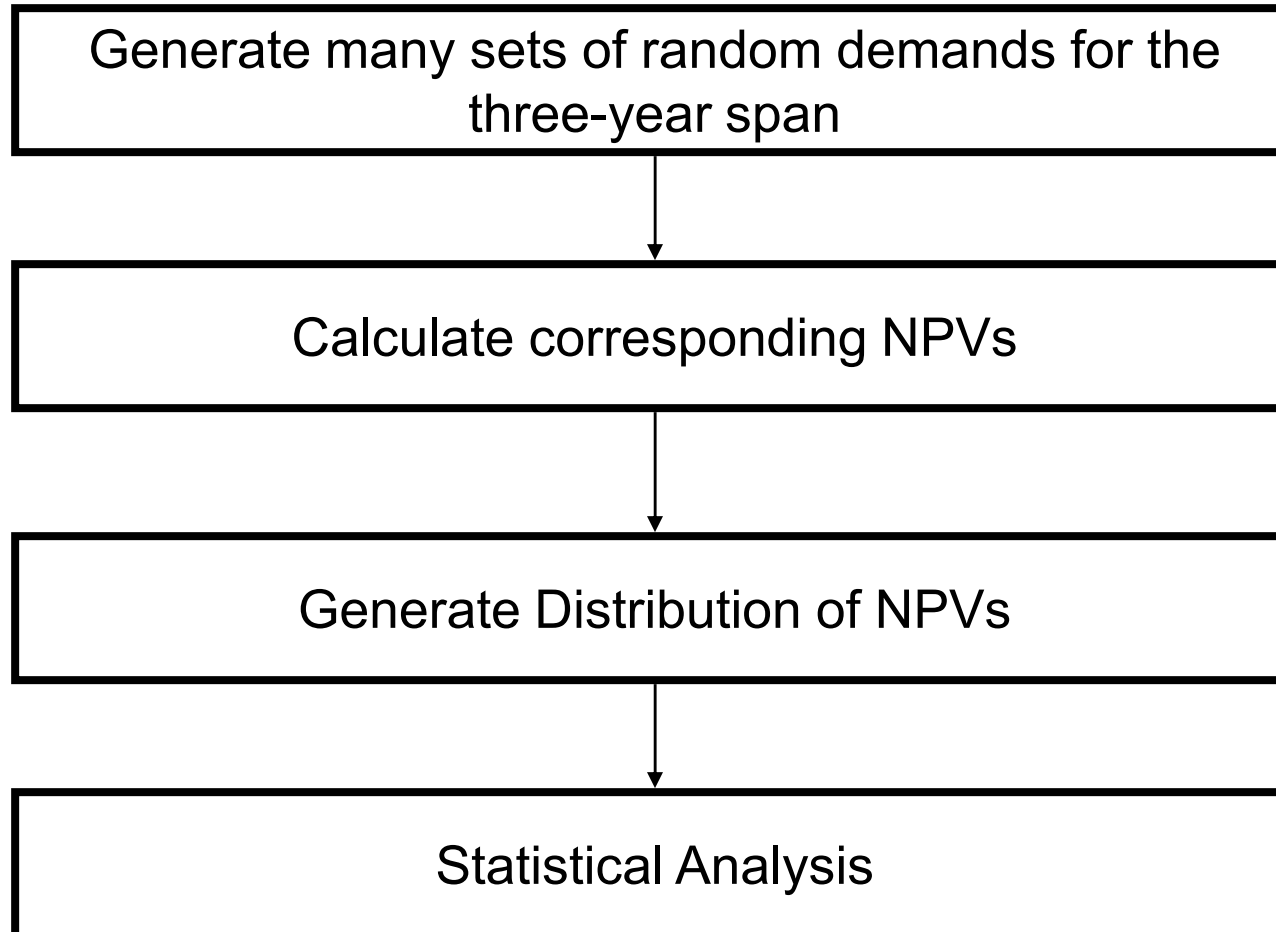 Generate many sets of random demands for the
three-year span
Calculate corresponding NPVs
Generate Distribution of NPVs
Statistical Analysis